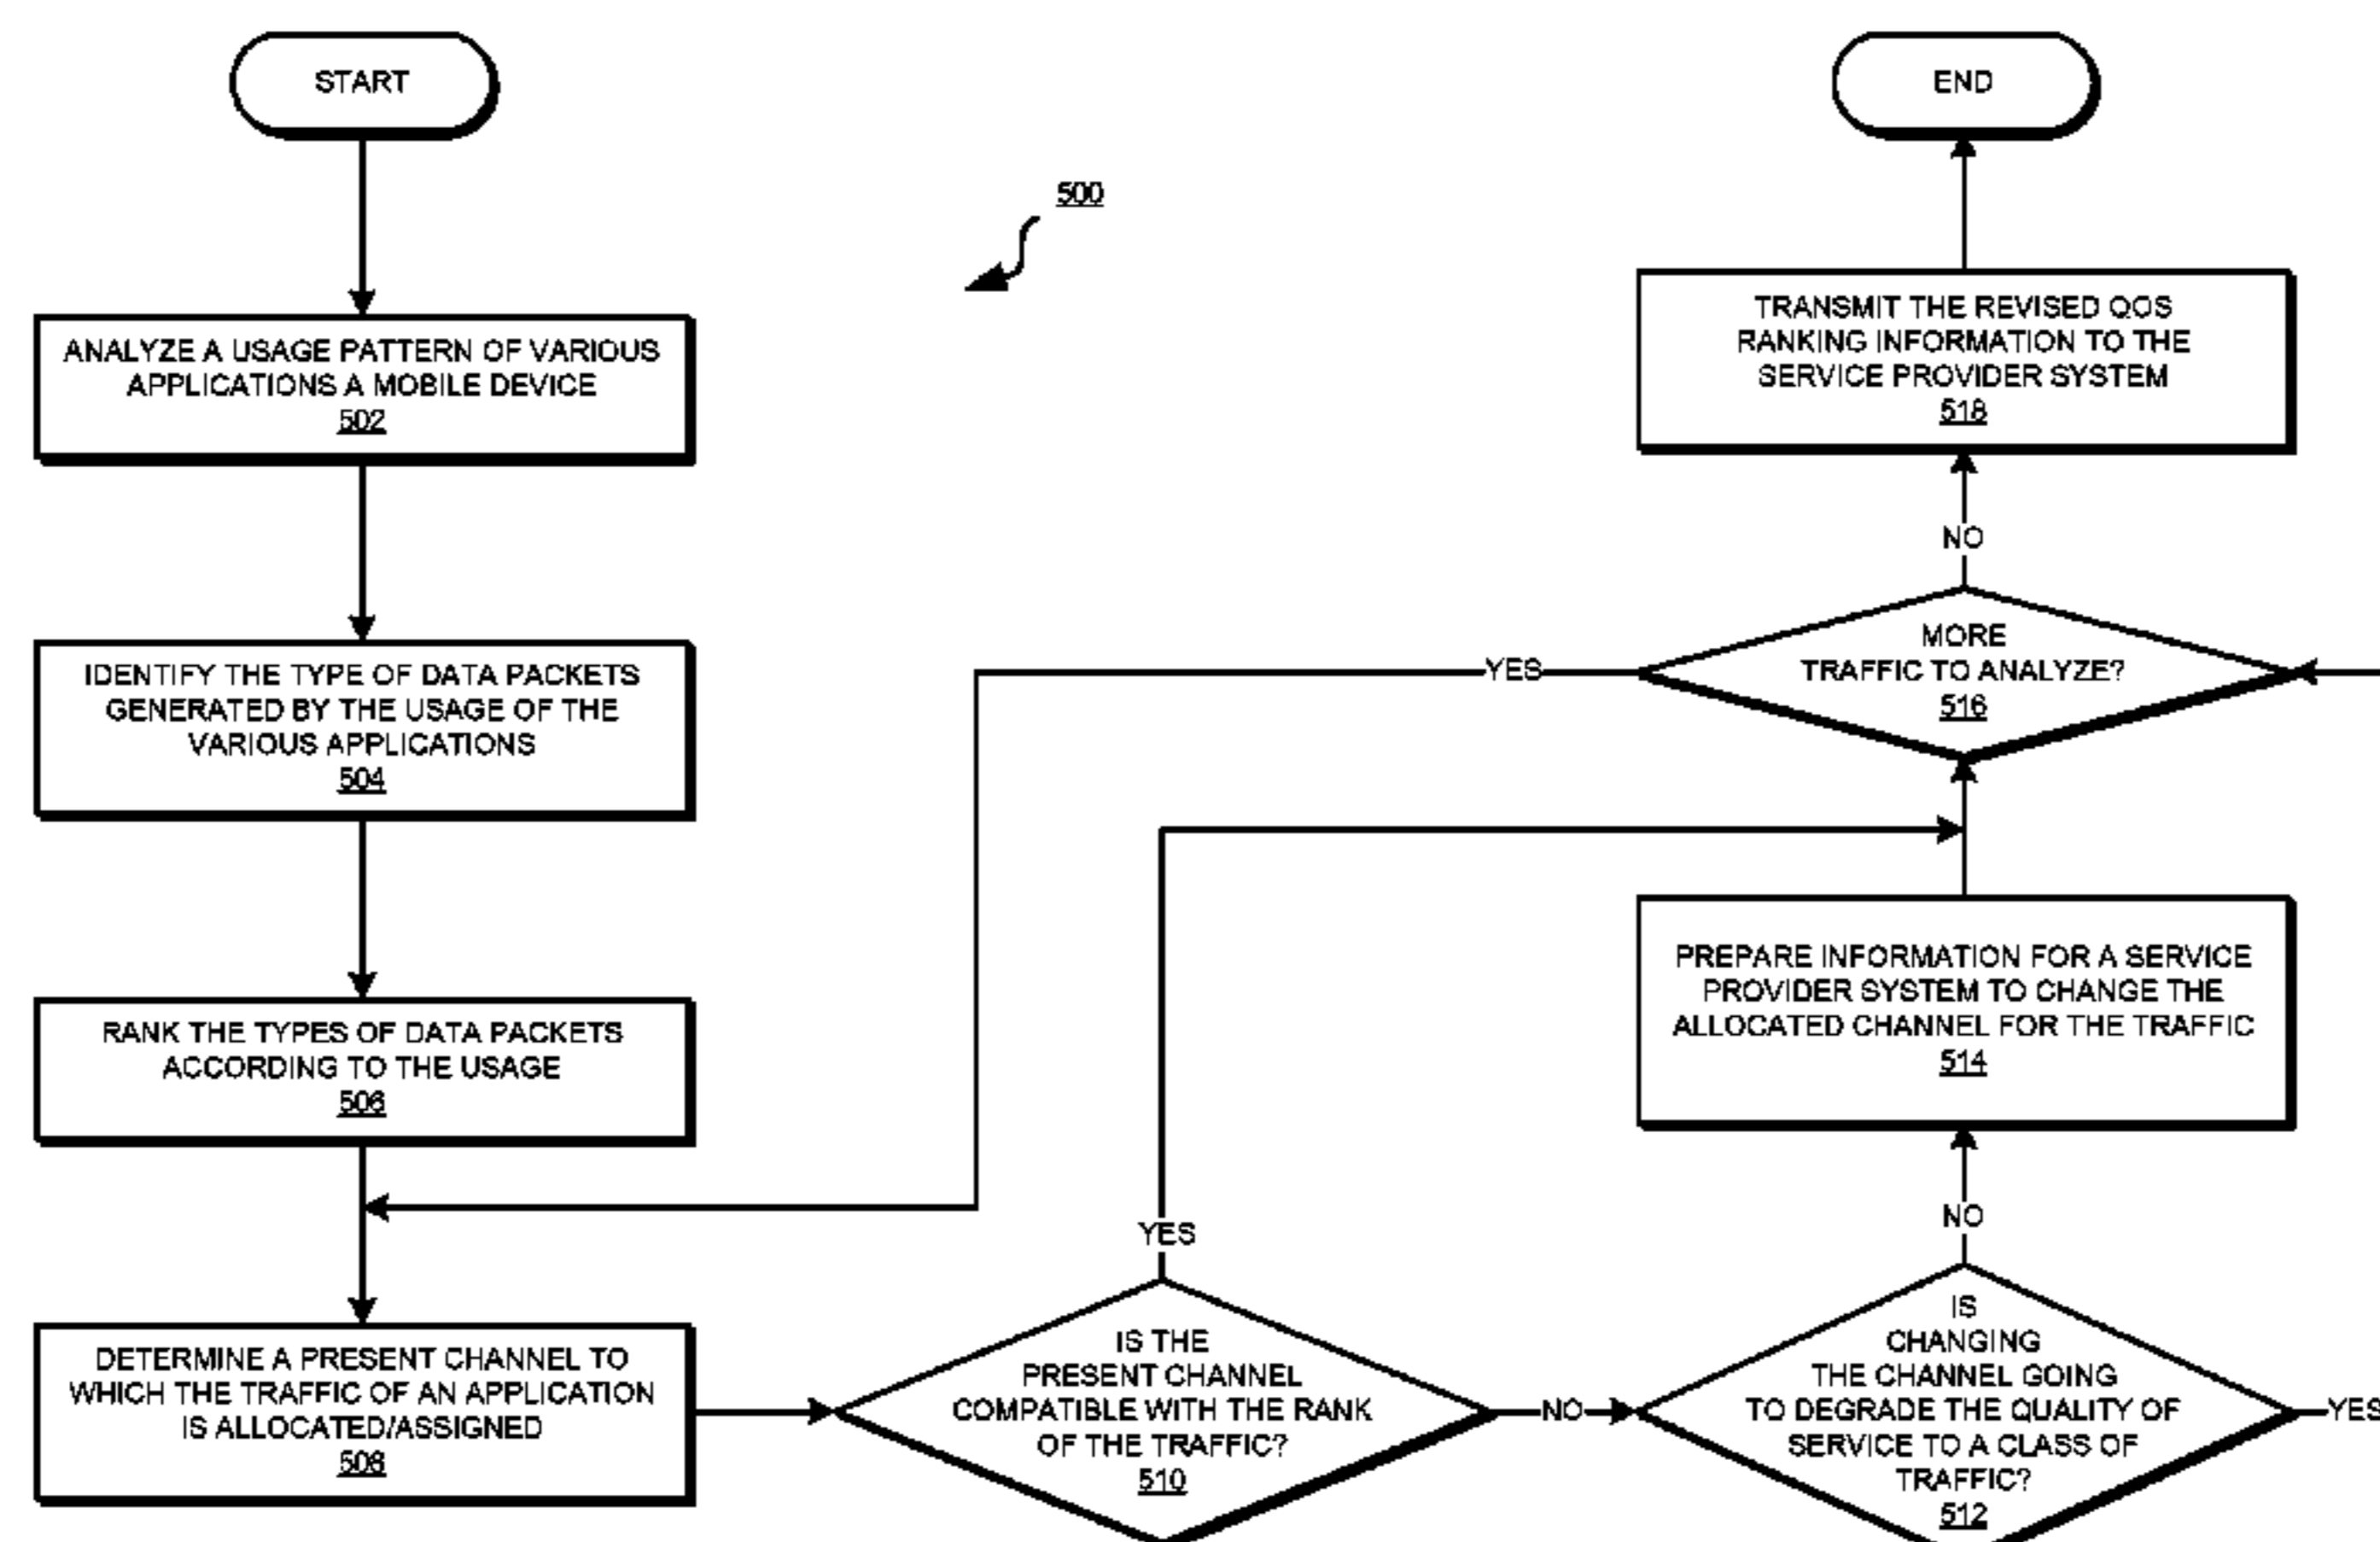 START
ANALYZE A USAGE PATTERN OF VARIOUS
APPLICATIONS A MOBILE DEVICE
502
IDENTIFY THE TYPE OF DATA PACKETS
GENERATED BY THE USAGE OF THE
VARIOUS APPLICATIONS
504
RANK THE TYPES OF DATA PACKETS
ACCORDING TO THE USAGE
506
DETERMINE A PRESENT CHANNEL TO
WHICH THE TRAFFIC OF AN APPLICATION
IS ALLOCATED/ASSIGNED
508
500
YES
IS THE
PRESENT CHANNEL
COMPATIBLE WITH THE RANK
OF THE TRAFFIC?
510
NO
IS
CHANGING
THE CHANNEL GOING
TO DEGRADE THE QUALITY OF
SERVICE TO A CLASS OF
TRAFFIC?
512
YES
NO
PREPARE INFORMATION FOR A SERVICE
PROVIDER SYSTEM TO CHANGE THE
ALLOCATED CHANNEL FOR THE TRAFFIC
514
MORE
TRAFFIC TO ANALYZE?
516
YES
NO
TRANSMIT THE REVISED QOS
RANKING INFORMATION TO THE
SERVICE PROVIDER SYSTEM
518
END